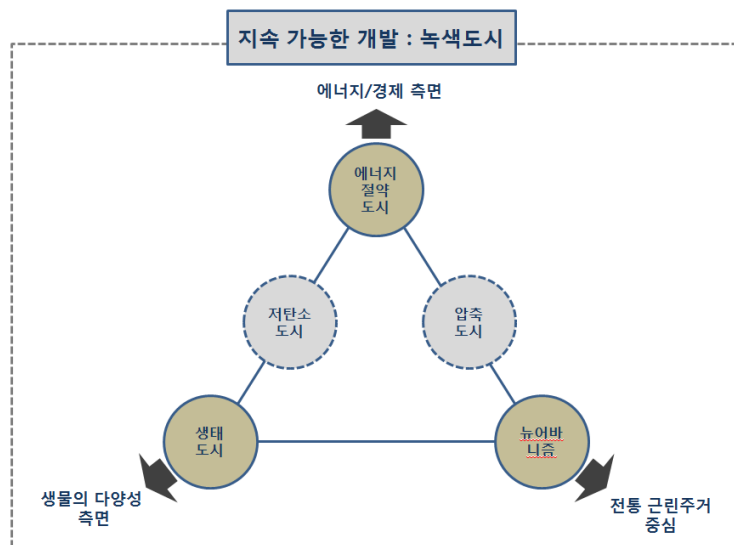 지속 가능한 개발 : 녹색도시
에너지/경제 측면
에너지
절약
도시
저탄소
도시
압축
도시
생태
도시
뉴어바
니즘
생물의 다양성
측면
전통 근린주거
중심